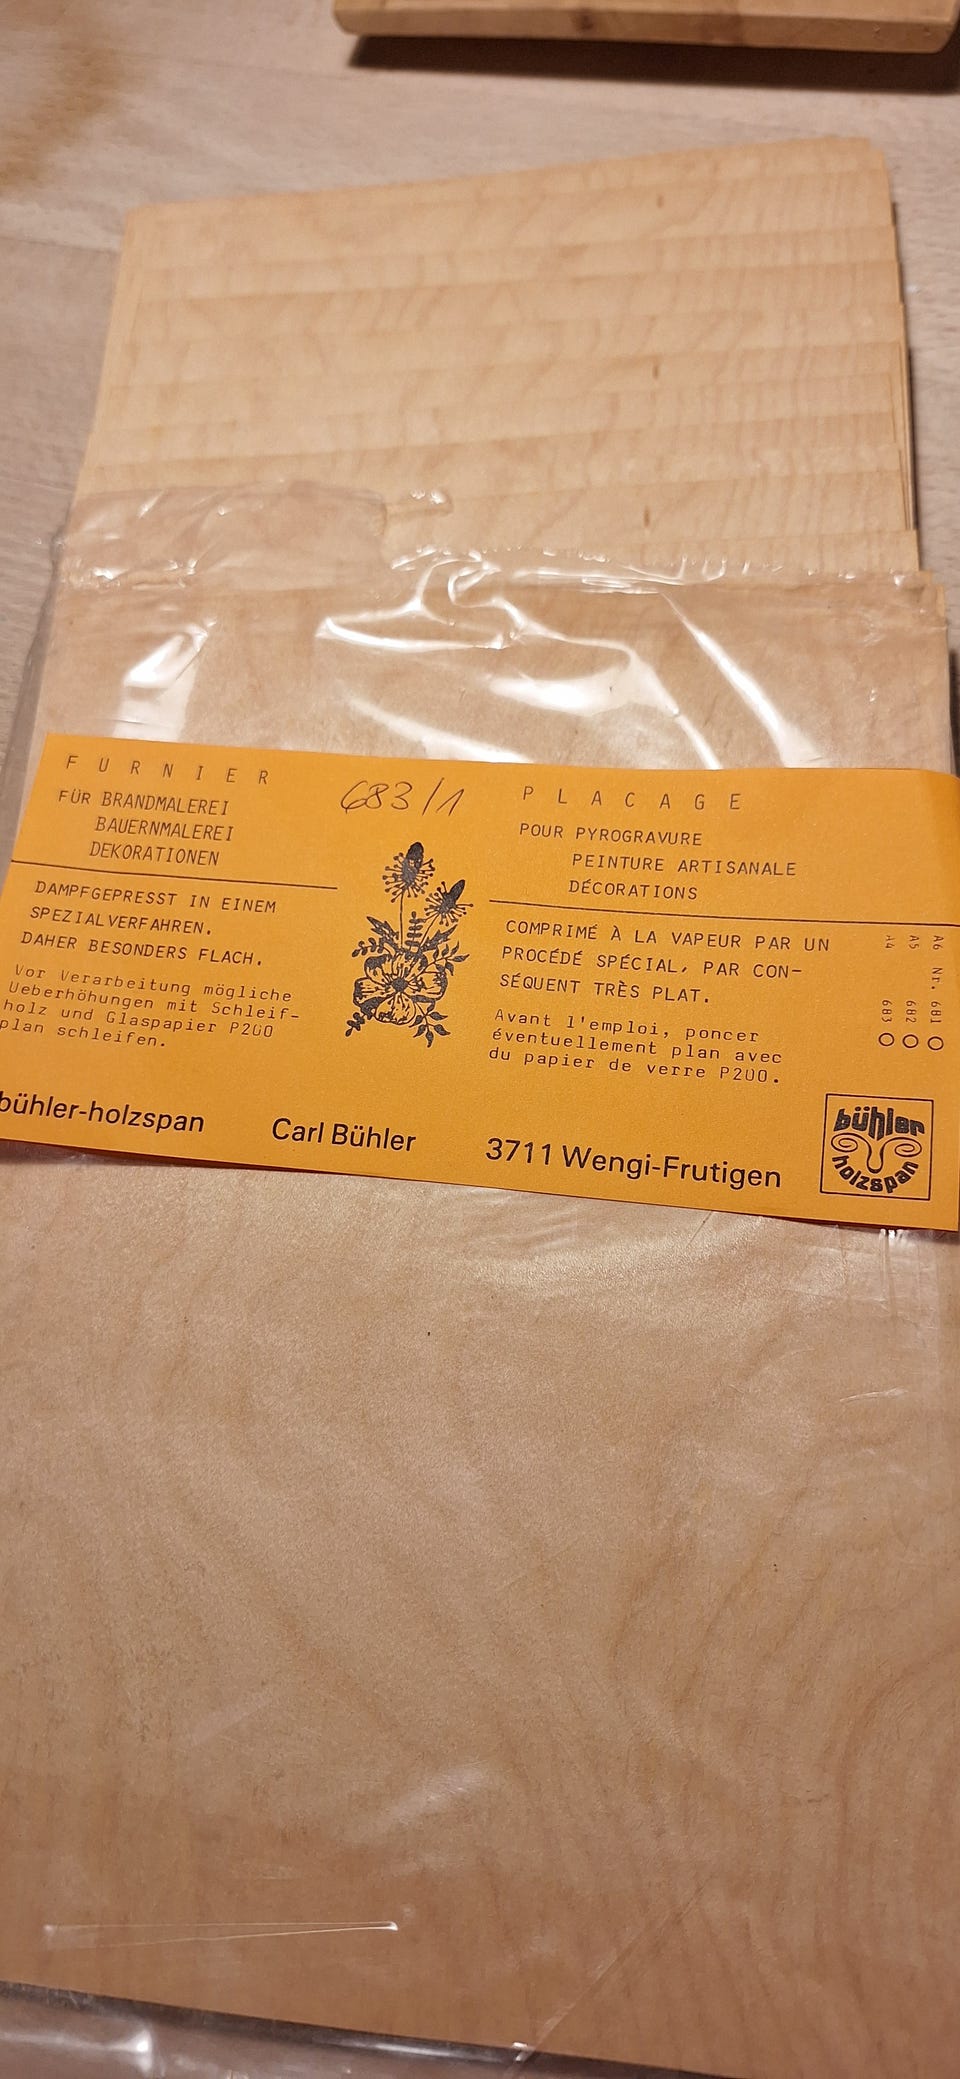 FURNIER
FÜR BRANDMALEREI
BAUERNMALEREI
DEKORATIONEN
DAMPFGEPRESST IN EINEM
SPEZIALVERFAHREN.
DAHER BESONDERS FLACH.
Vor Verarbeitung mögliche
Ueberhöhungen mit Schleif-
holz und Glaspapier P200
plan schleifen.
683/1
PLACAGE
POUR PYROGRAVURE
PEINTURE ARTISANALE
DÉCORATIONS
COMPRIMÉ À LA VAPEUR PAR UN
PROCÉDÉ SPÉCIAL, PAR CON-
SÉQUENT TRÈS PLAT.
Avant l'emploi, poncer
éventuellement plan avec
du papier de verre P200.
A6 Nr. 681 O
A5 682 O
A4 683 O
bühler-holzspan Carl Bühler 3711 Wengi-Frutigen
bühler
holzspan